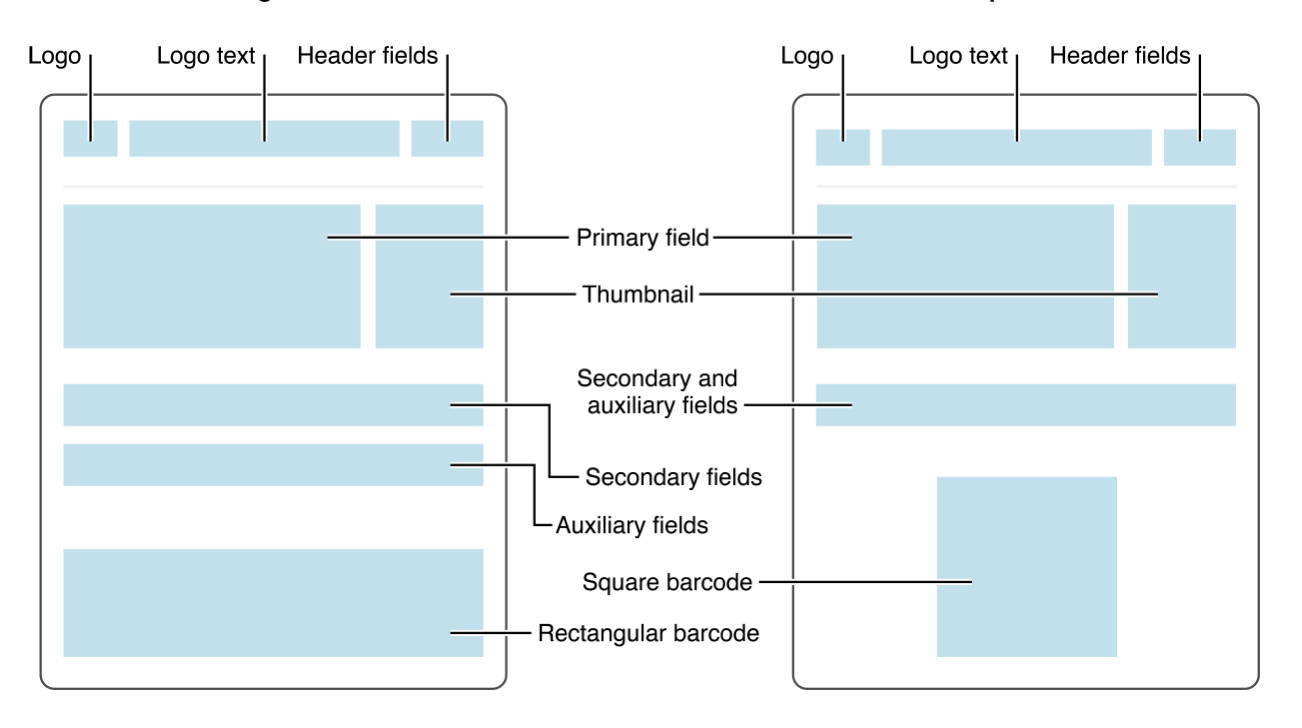 Logo
Logo text
Header fields
Logo
Logo text
Header fields
Primary field
Thumbnail
Secondary and
auxiliary fields
Secondary fields
Auxiliary fields
Square barcode
Rectangular barcode